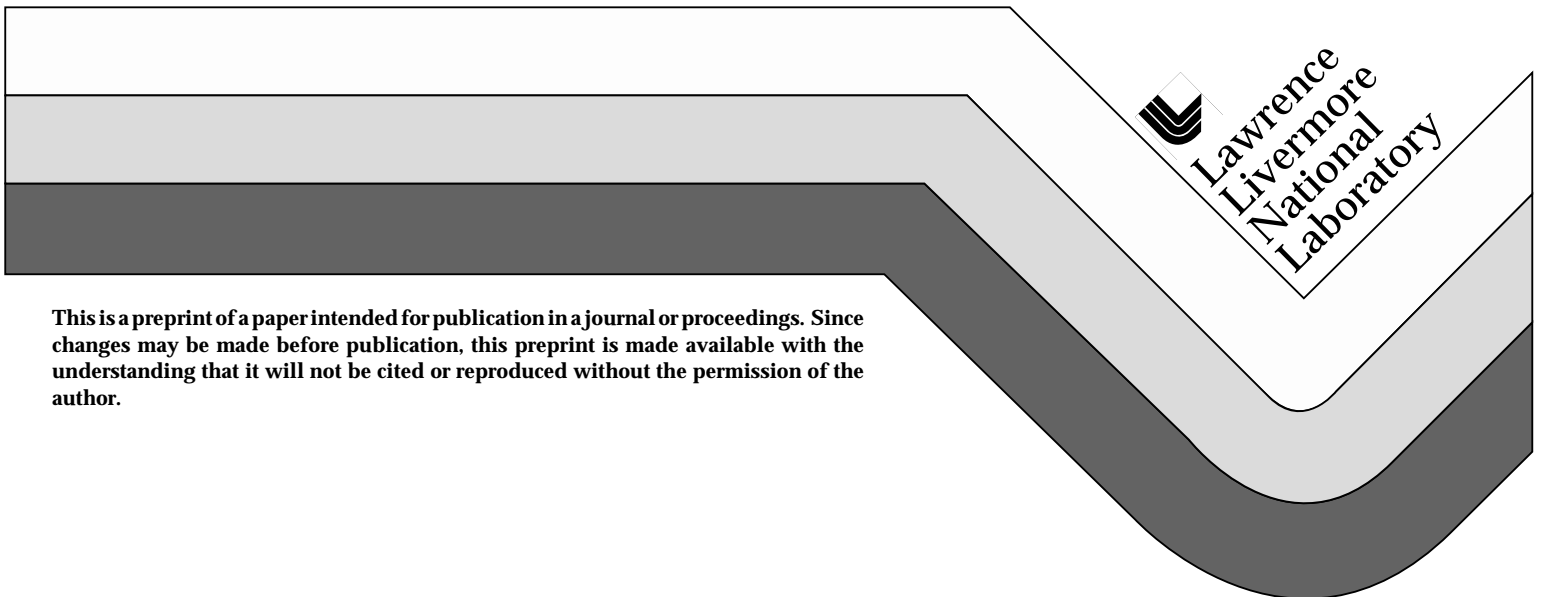 Lawrence
Livermore
National
Laboratory
This is a preprint of a paper intended for publication in a journal or proceedings. Since
changes may be made before publication, this preprint is made available with the
understanding that it will not be cited or reproduced without the permission of the
author.